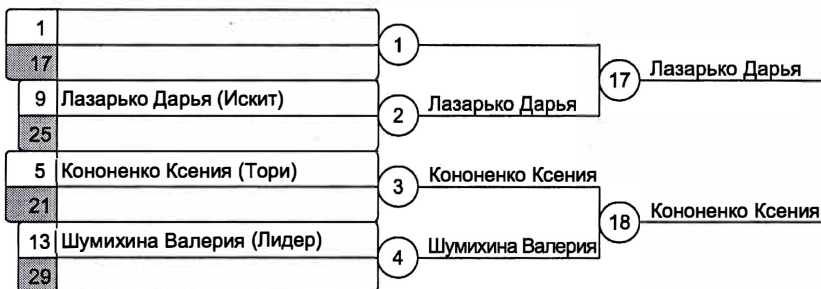 1
17
1
9 Лазарько Дарья (Искит)
25
2 Лазарько Дарья
17 Лазарько Дарья
5 Кононенко Ксения (Тори)
21
3 Кононенко Ксения
13 Шумихина Валерия (Лидер)
29
4 Шумихина Валерия
18 Кононенко Ксения